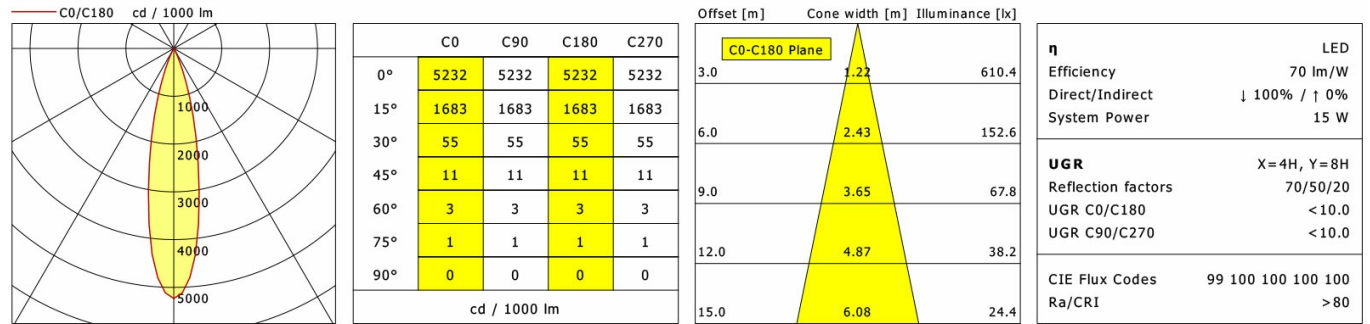 C0/C180 cd / 1000 lm
1000
2000
3000
4000
5000
C0 C90 C180 C270
0° 5232 5232 5232 5232
15° 1683 1683 1683 1683
30° 55 55 55 55
45° 11 11 11 11
60° 3 3 3 3
75° 1 1 1 1
90° 0 0 0 0
cd / 1000 lm
Offset [m] Cone width [m] Illuminance [lx]
C0-C180 Plane
3.0 1.22 610.4
6.0 2.43 152.6
9.0 3.65 67.8
12.0 4.87 38.2
15.0 6.08 24.4
η LED
Efficiency 70 lm/W
Direct/Indirect ↓ 100% / ↑ 0%
System Power 15 W
UGR X=4H, Y=8H
Reflection factors 70/50/20
UGR C0/C180 <10.0
UGR C90/C270 <10.0
CIE Flux Codes 99 100 100 100 100
Ra/CRI >80